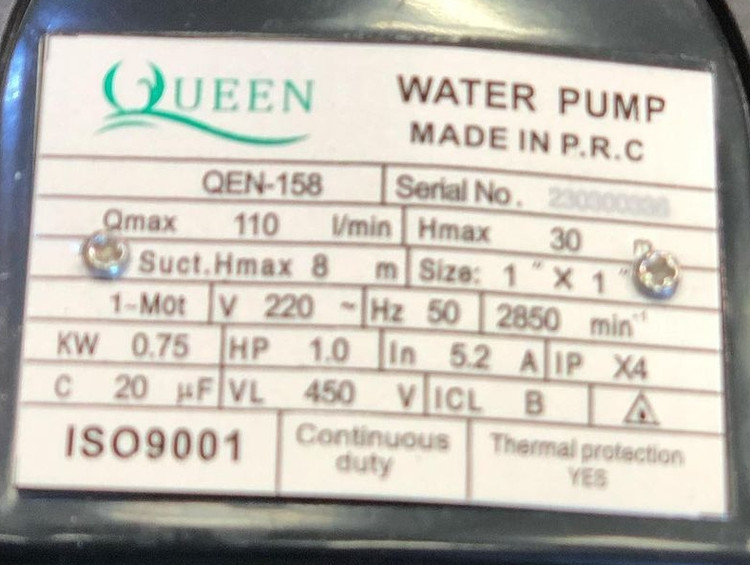 QUEEN
WATER PUMP
MADE IN P.R.C
QEN-158 Serial No.
Qmax 110 l/min Hmax 30 m
Suct.Hmax 8 m Size: 1" X 1"
1~Mot V 220 ~ Hz 50 2850 min⁻¹
KW 0.75 HP 1.0 In 5.2 A IP X4
C 20 µF VL 450 V ICL B
ISO9001 Continuous duty Thermal protection YES